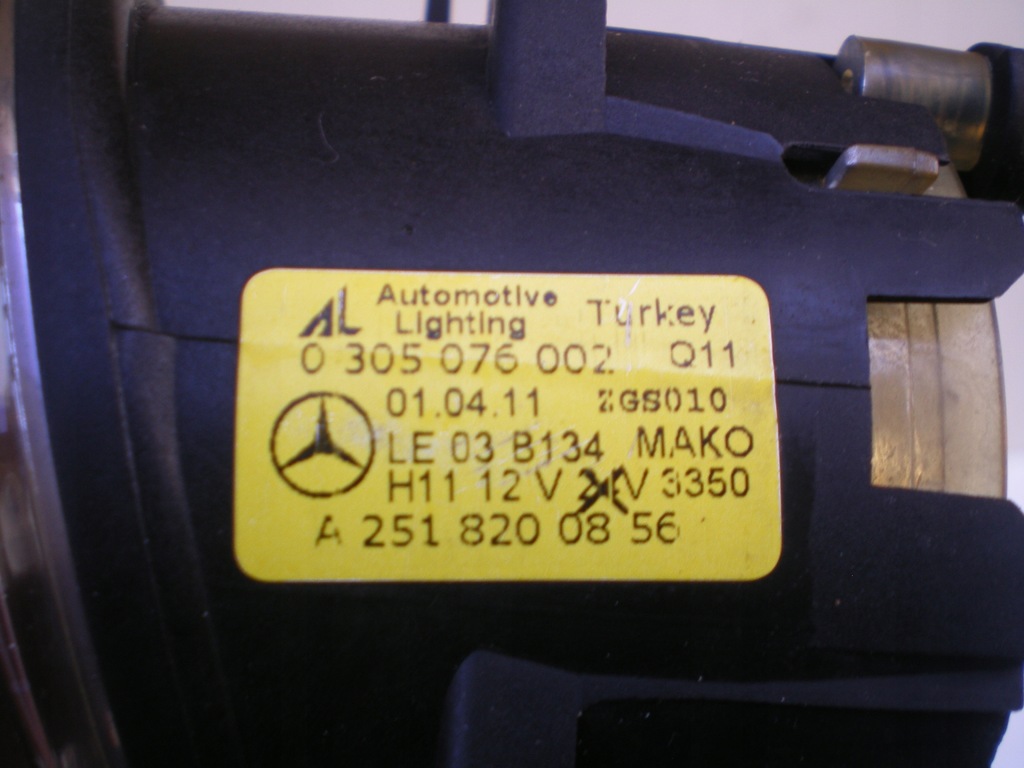 AL Automotive Lighting Turkey
0 305 076 002 Q11
01.04.11 ZGS010
LE 03 B134 MAKO
H11 12 V 24V 3350
A 251 820 08 56